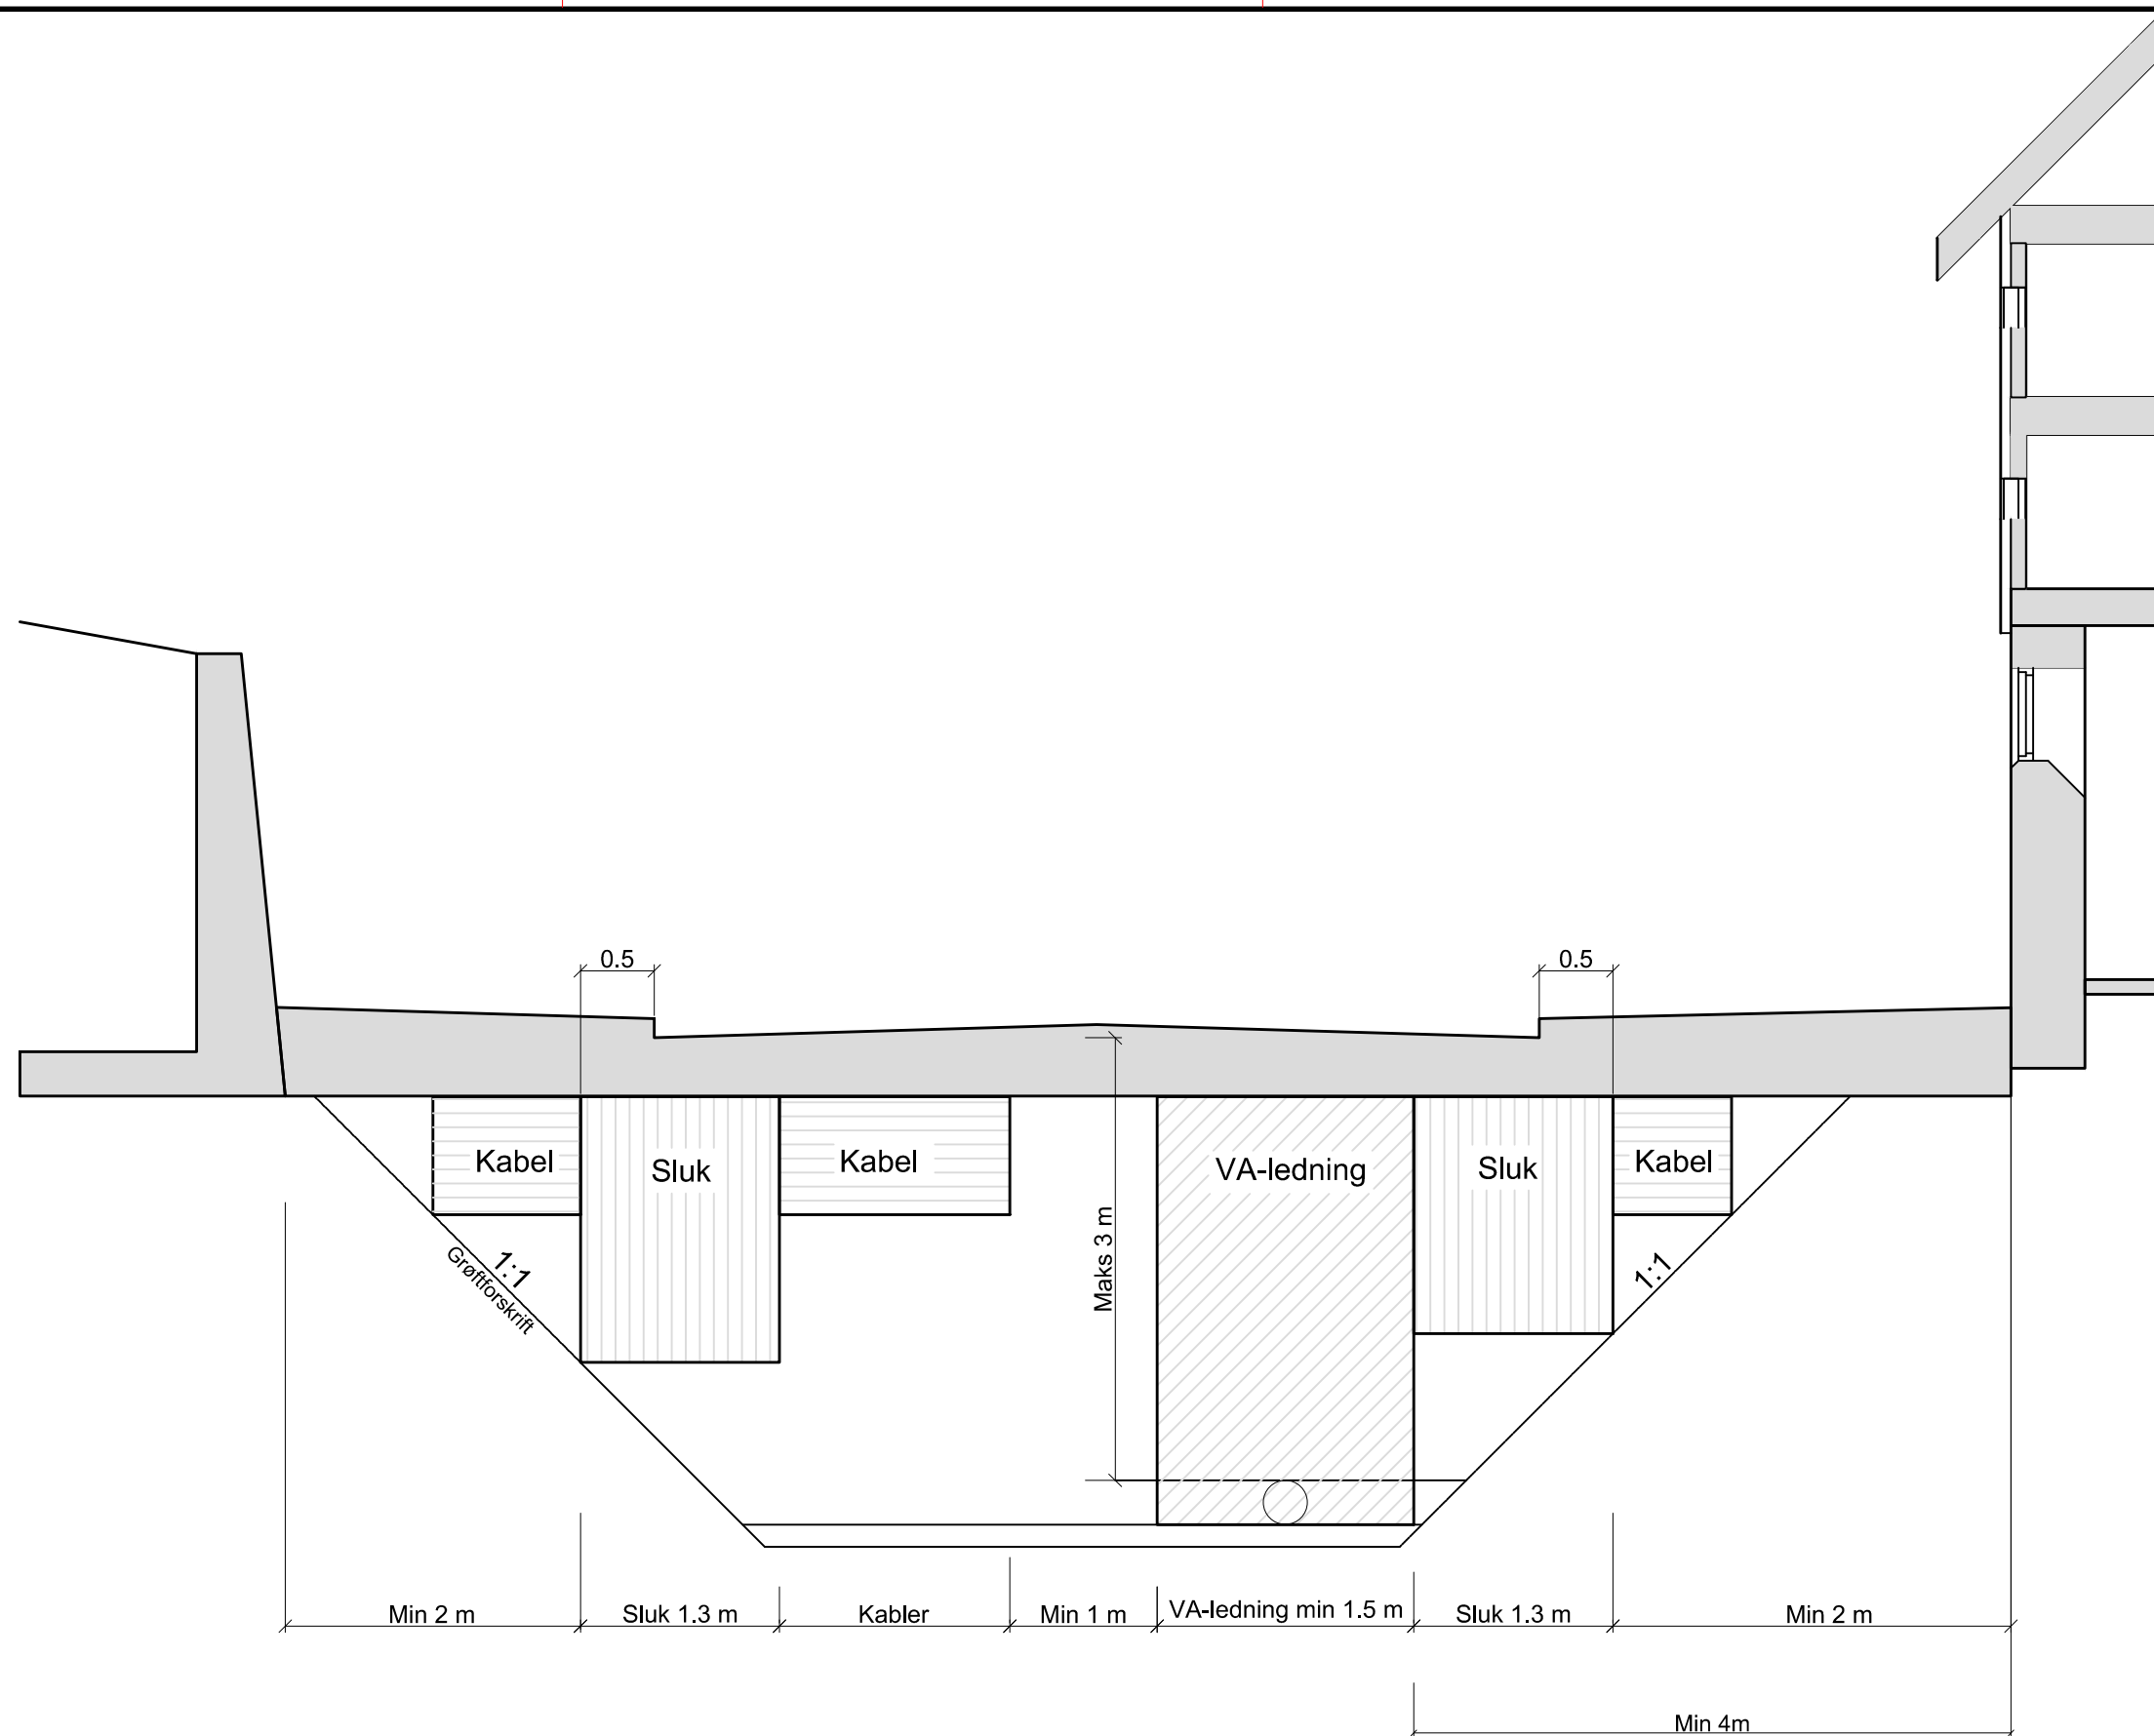 0.5
0.5
Kabel
Sluk
Kabel
VA-ledning
Sluk
Kabel
1:1
Grøftforskrift
Maks 3 m
1:1
Min 2 m
Sluk 1.3 m
Kabler
Min 1 m
VA-ledning min 1.5 m
Sluk 1.3 m
Min 2 m
Min 4m